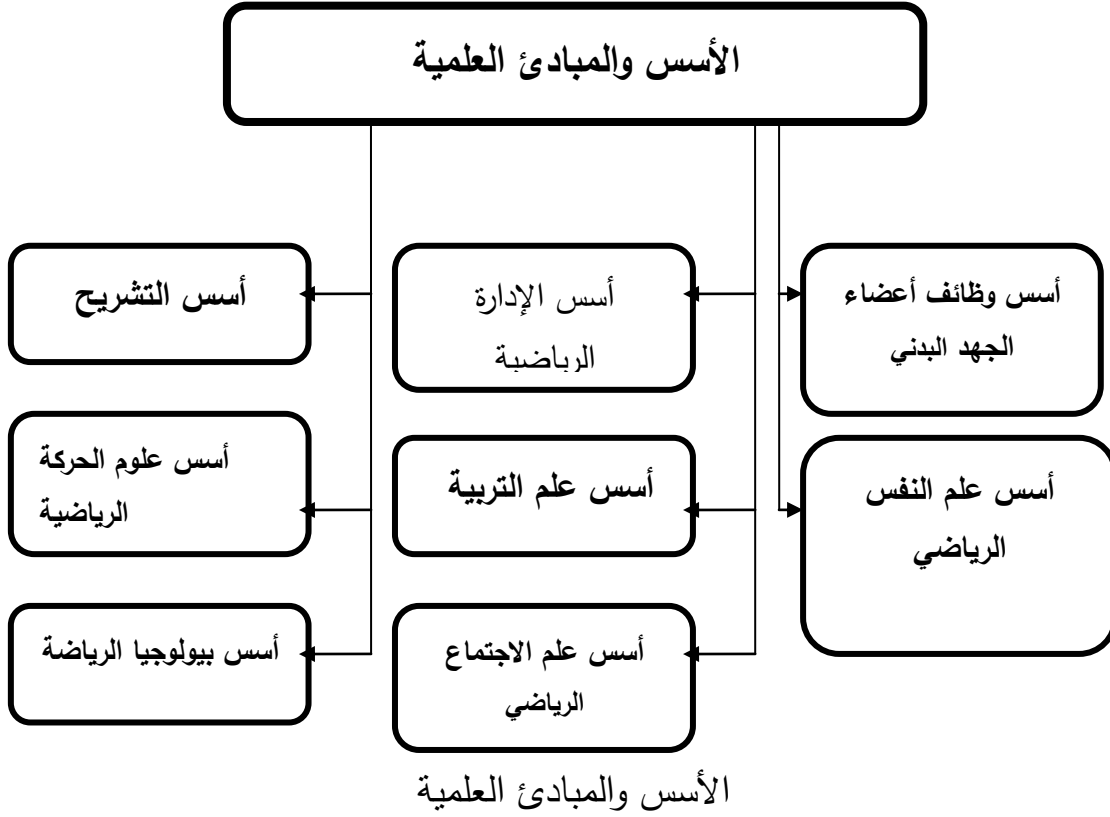 الأسس والمبادئ العلمية
أسس وظائف أعضاء
الجهد البدني
أسس علم النفس
الرياضي
أسس الإدارة
الرياضية
أسس علم التربية
أسس علم الاجتماع
الرياضي
أسس التشريح
أسس علوم الحركة
الرياضية
أسس بيولوجيا الرياضة
الأسس والمبادئ العلمية